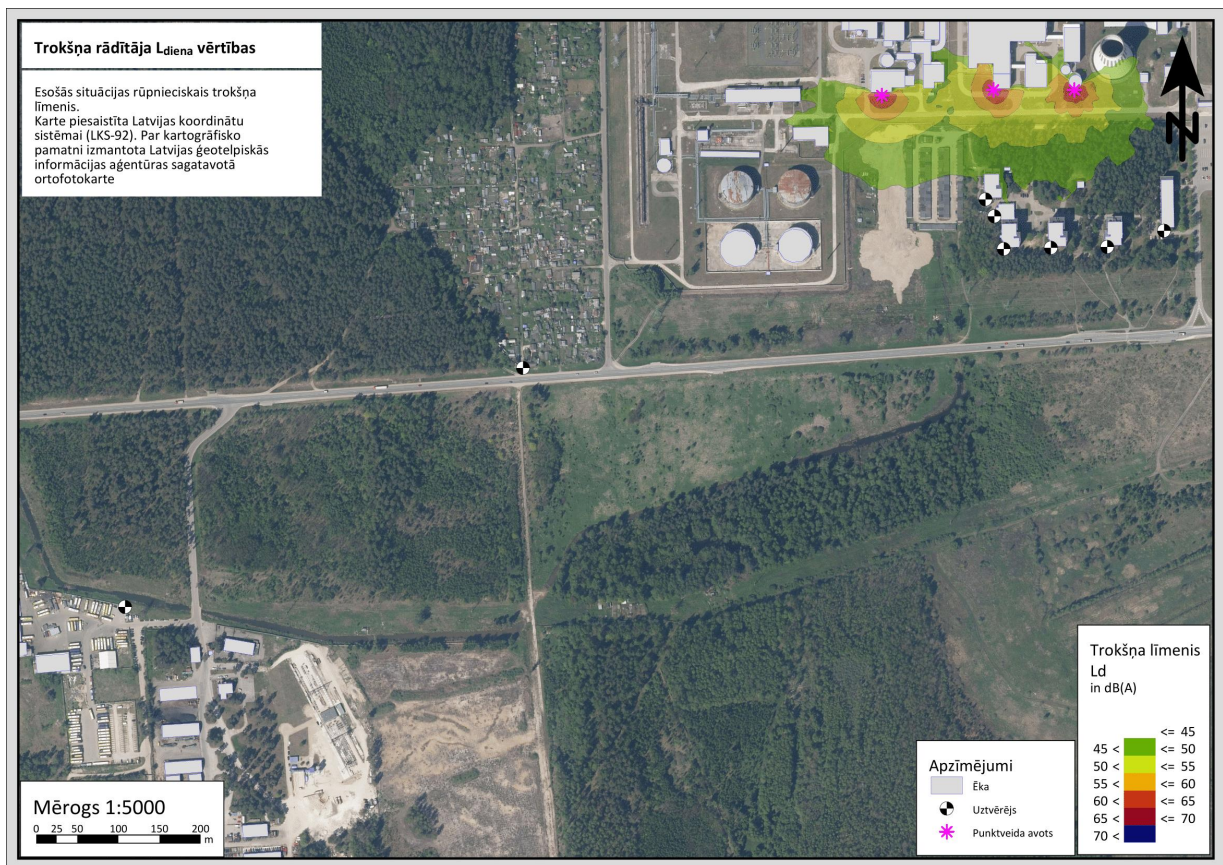 Trokšņa rādītāja Ldiena vērtības
Esošās situācijas rūpnieciskais trokšņa
līmenis.
Karte piesaistīta Latvijas koordinātu
sistēmai (LKS-92). Par kartogrāfisko
pamatni izmantota Latvijas ģeotelpiskās
informācijas aģentūras sagatavotā
ortofotokarte
N
Trokšņa līmenis
Ld
in dB(A)
<= 45
45 < <= 50
50 < <= 55
55 < <= 60
60 < <= 65
65 < <= 70
70 <
Apzīmējumi
Ēka
Uztvērējs
Punktveida avots
Mērogs 1:5000
0 25 50 100 150 200
m